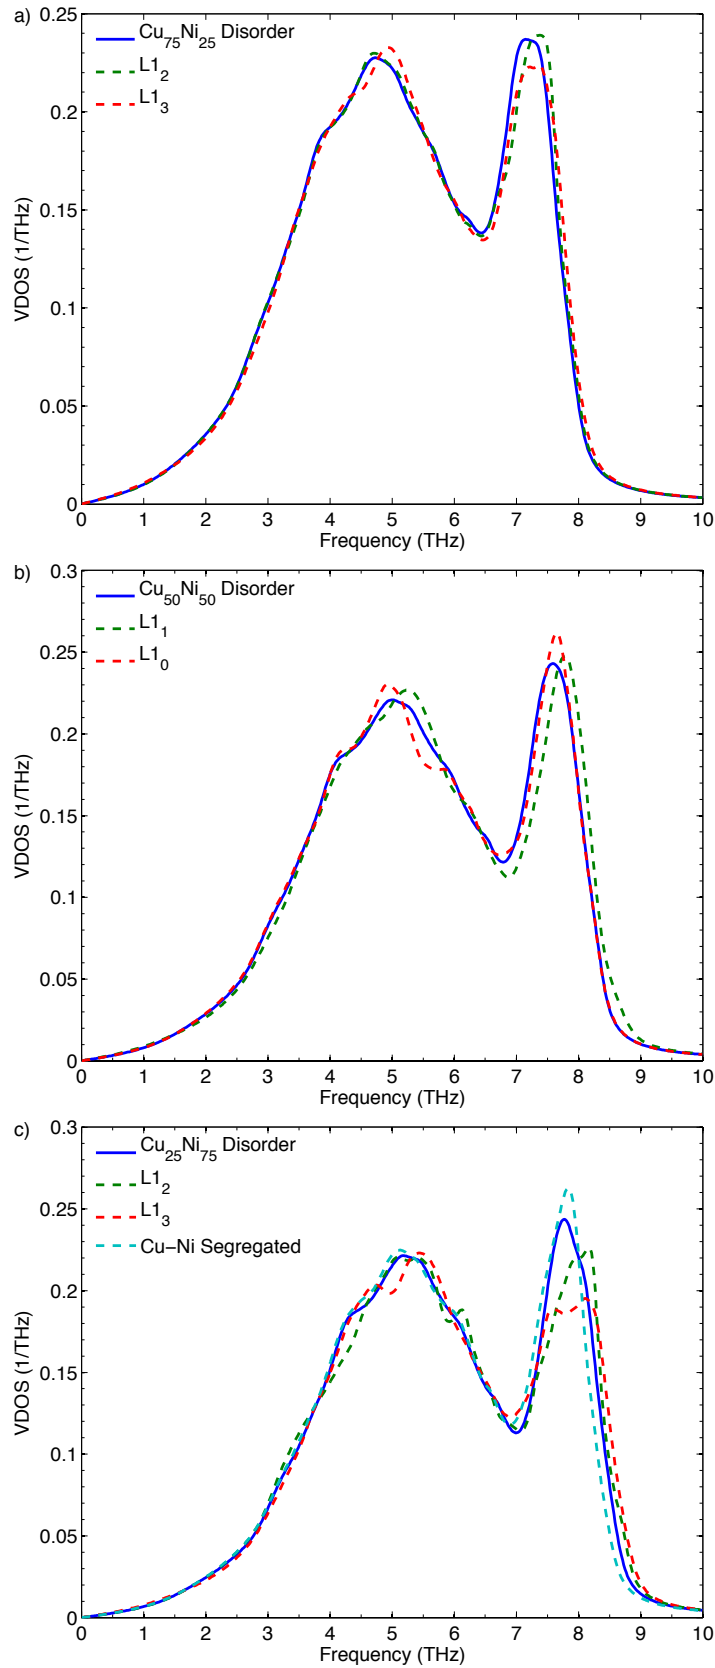 a)
Cu75Ni25 Disorder
L12
L13
0.25
0.2
0.15
0.1
0.05
0
VDOS (1/THz)
0 1 2 3 4 5 6 7 8 9 10
Frequency (THz)
b)
Cu50Ni50 Disorder
L11
L10
0.3
0.25
0.2
0.15
0.1
0.05
0
VDOS (1/THz)
0 1 2 3 4 5 6 7 8 9 10
Frequency (THz)
c)
Cu25Ni75 Disorder
L12
L13
Cu−Ni Segregated
0.3
0.25
0.2
0.15
0.1
0.05
0
VDOS (1/THz)
0 1 2 3 4 5 6 7 8 9 10
Frequency (THz)